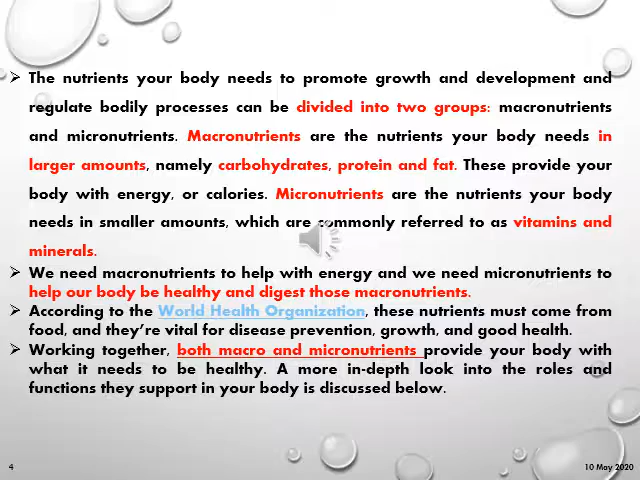 ➢ The nutrients your body needs to promote growth and development and
regulate bodily processes can be divided into two groups: macronutrients
and micronutrients. Macronutrients are the nutrients your body needs in
larger amounts, namely carbohydrates, protein and fat. These provide your
body with energy, or calories. Micronutrients are the nutrients your body
needs in smaller amounts, which are commonly referred to as vitamins and
minerals.
➢ We need macronutrients to help with energy and we need micronutrients to
help our body be healthy and digest those macronutrients.
➢ According to the World Health Organization, these nutrients must come from
food, and they’re vital for disease prevention, growth, and good health.
➢ Working together, both macro and micronutrients provide your body with
what it needs to be healthy. A more in-depth look into the roles and
functions they support in your body is discussed below.
4
10 May 2020